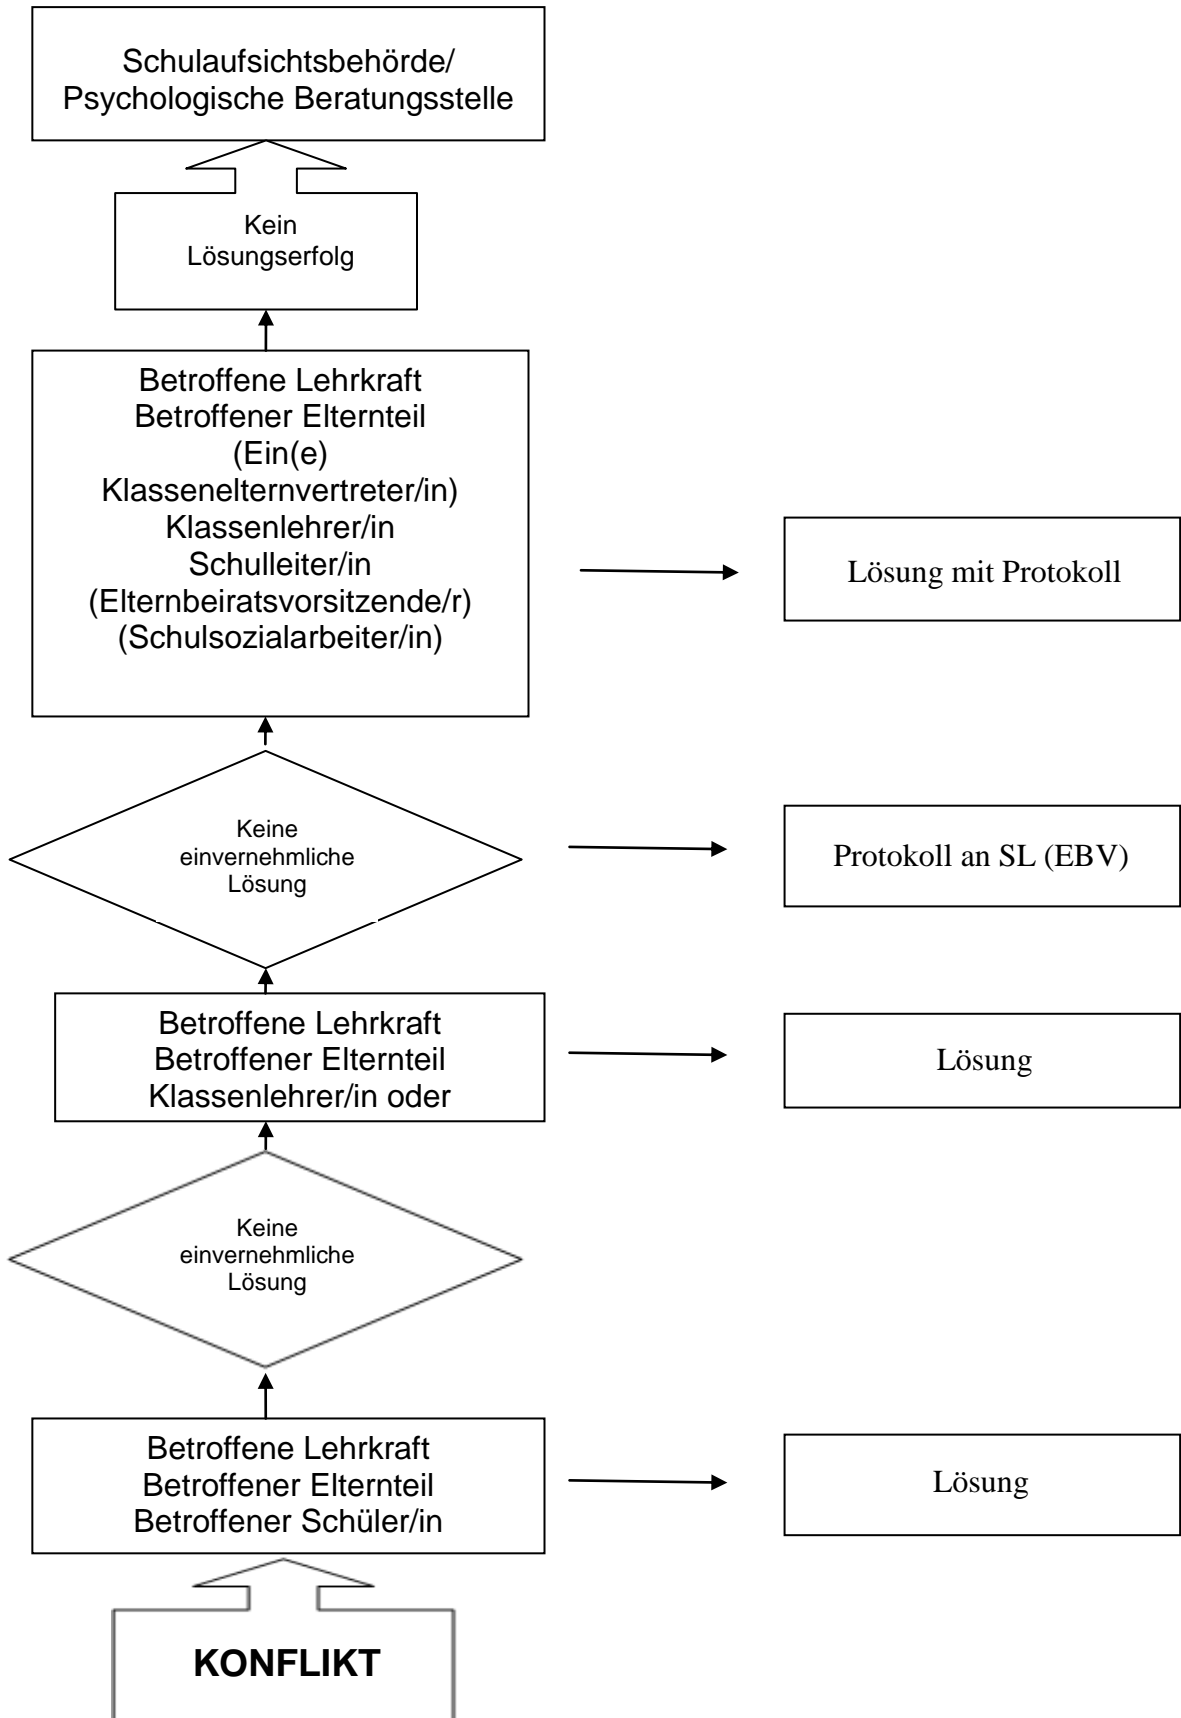 Schulaufsichtsbehörde/
Psychologische Beratungsstelle
Kein
Lösungserfolg
Betroffene Lehrkraft
Betroffener Elternteil
(Ein(e)
Klassenelternvertreter/in)
Klassenlehrer/in
Schulleiter/in
(Elternbeiratsvorsitzende/r)
(Schulsozialarbeiter/in)
Lösung mit Protokoll
Keine
einvernehmliche
Lösung
Protokoll an SL (EBV)
Betroffene Lehrkraft
Betroffener Elternteil
Klassenlehrer/in oder
Lösung
Keine
einvernehmliche
Lösung
Betroffene Lehrkraft
Betroffener Elternteil
Betroffener Schüler/in
Lösung
KONFLIKT